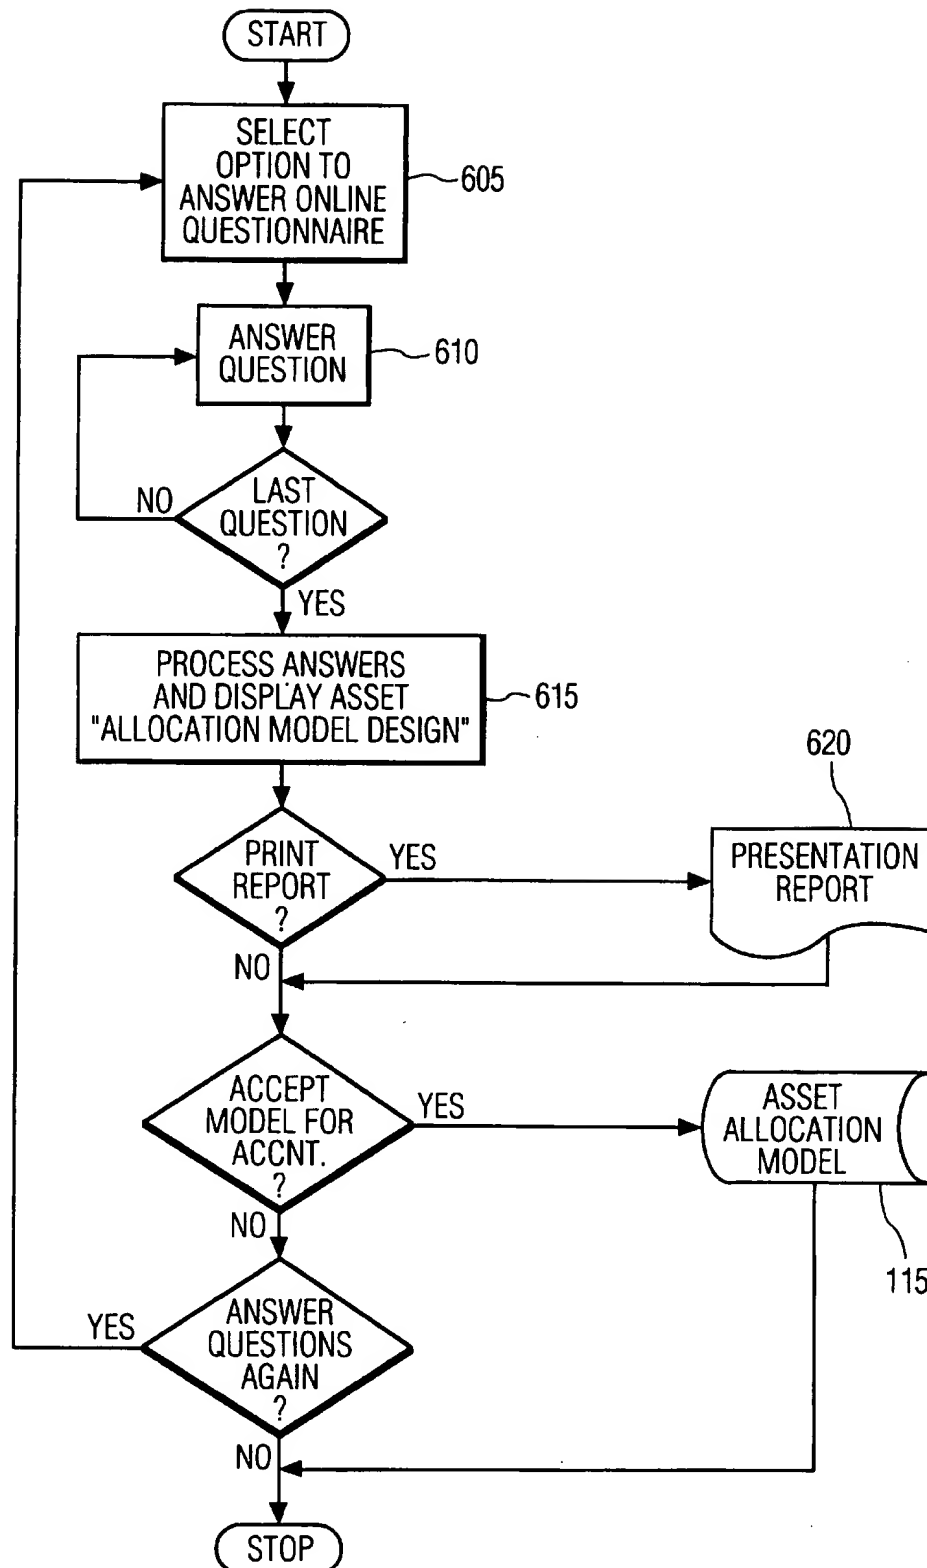 START
SELECT
OPTION TO
ANSWER ONLINE
QUESTIONNAIRE
605
ANSWER
QUESTION
610
LAST
QUESTION
?
NO
YES
PROCESS ANSWERS
AND DISPLAY ASSET
"ALLOCATION MODEL DESIGN"
615
620
PRINT
REPORT
?
YES
PRESENTATION
REPORT
NO
ACCEPT
MODEL FOR
ACCNT.
?
YES
ASSET
ALLOCATION
MODEL
NO
115
ANSWER
QUESTIONS
AGAIN
?
YES
NO
STOP